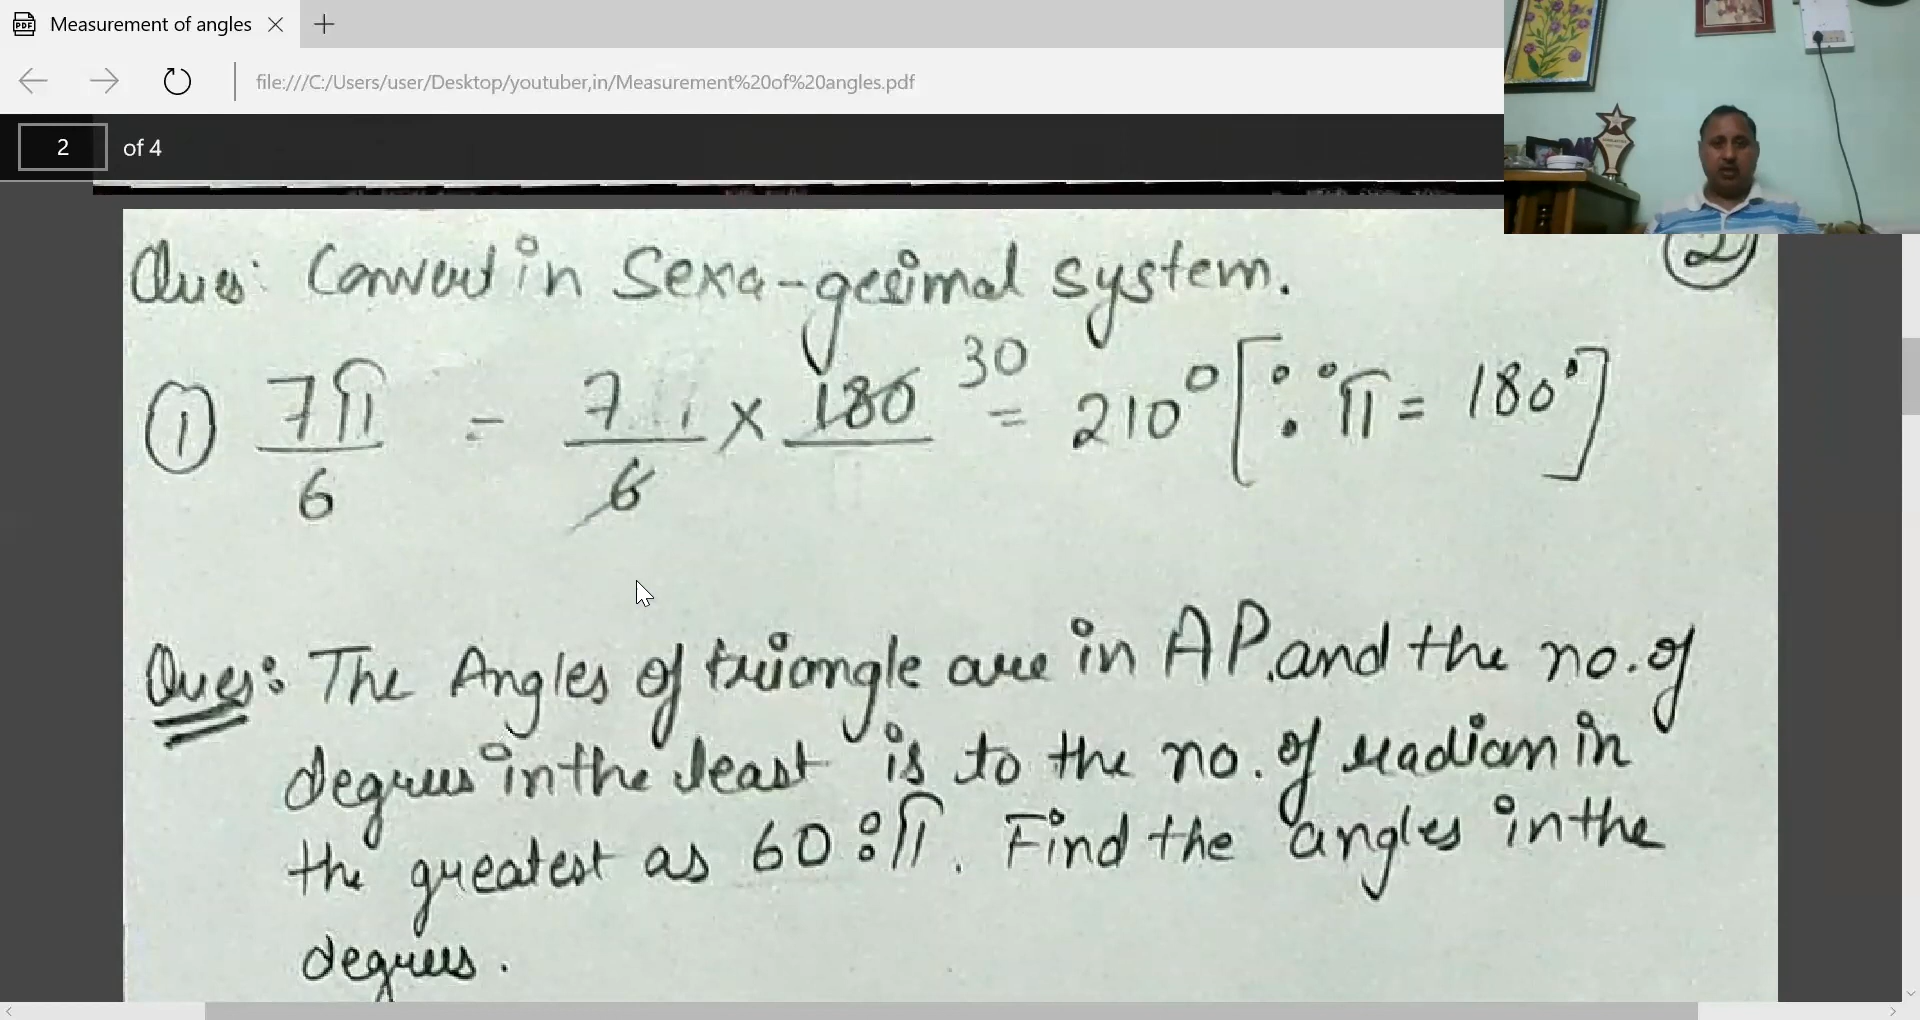 Measurement of angles
file:///C:/Users/user/Desktop/youtuber,in/Measurement%20of%20angles.pdf
2 of 4
Ques: Convert in Sexa-gesimal system. 2
① 7π/6 = 7/6 × 180 30 = 210° [∵ π = 180°]
Ques: The Angles of triangle are in AP. and the no. of
degrees in the least is to the no. of radian in
the greatest as 60:π. Find the angles in the
degrees.